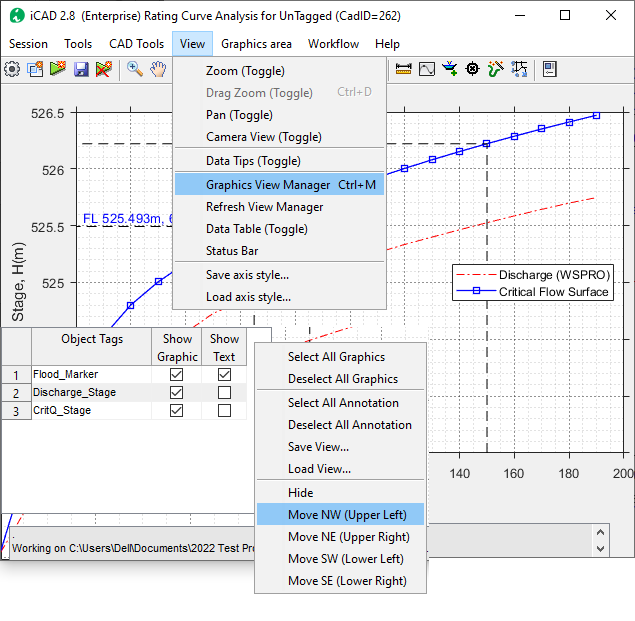 iCAD 2.8 (Enterprise) Rating Curve Analysis for UnTagged (CadID=262)
Session Tools CAD Tools View Graphics area Workflow Help
Zoom (Toggle)
Drag Zoom (Toggle) Ctrl+D
Pan (Toggle)
Camera View (Toggle)
Data Tips (Toggle)
Graphics View Manager Ctrl+M
Refresh View Manager
Data Table (Toggle)
Status Bar
Save axis style...
Load axis style...
526.5
526
525.5
525
Stage, H(m)
FL 525.493m,
Discharge (WSPRO)
Critical Flow Surface
140 160 180 200
Object Tags Show Graphic Show Text
1 Flood_Marker
2 Discharge_Stage
3 CritQ_Stage
Select All Graphics
Deselect All Graphics
Select All Annotation
Deselect All Annotation
Save View...
Load View...
Hide
Move NW (Upper Left)
Move NE (Upper Right)
Move SW (Lower Left)
Move SE (Lower Right)
Working on C:\Users\Dell\Documents\2022 Test Pro